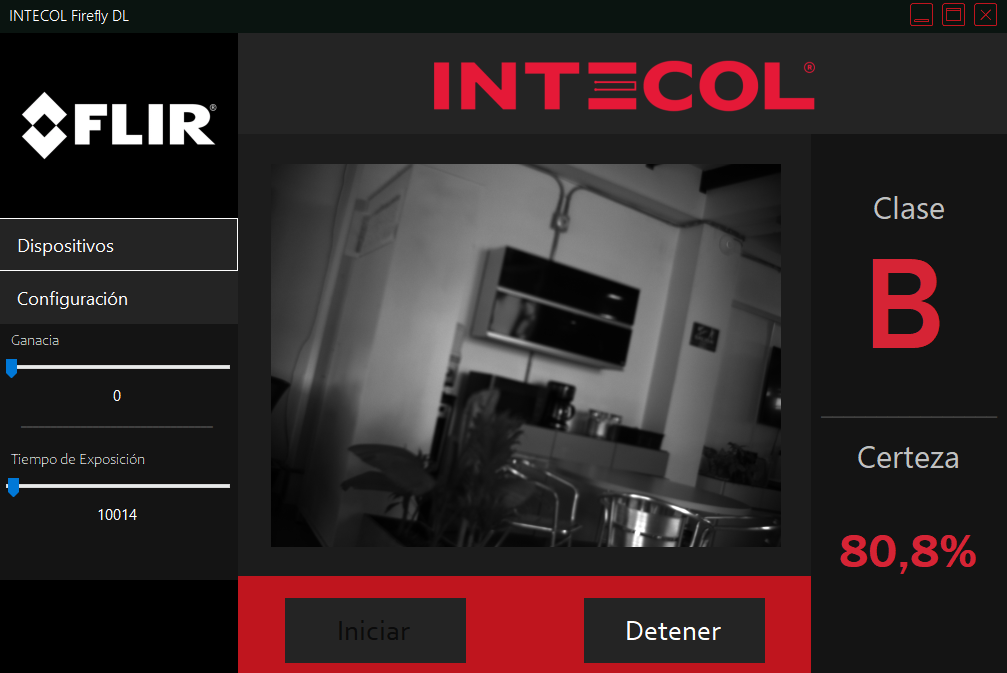 INTECOL Firefly DL
FLIR®
INTECOL®
Dispositivos
Configuración
Ganacia
0
Tiempo de Exposición
10014
Clase
B
Certeza
80,8%
Iniciar
Detener